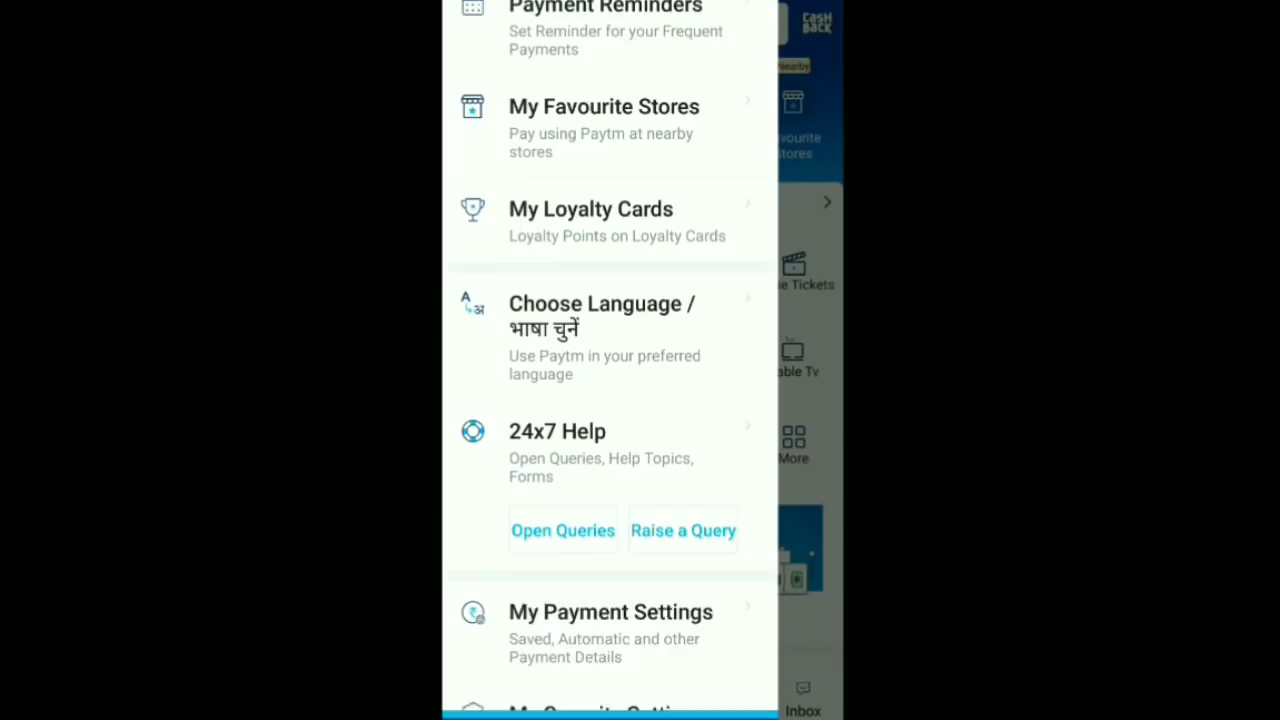 Payment Reminders
Set Reminder for your Frequent
Payments
My Favourite Stores
Pay using Paytm at nearby
stores
My Loyalty Cards
Loyalty Points on Loyalty Cards
A
अ
Choose Language /
भाषा चुनें
Use Paytm in your preferred
language
24x7 Help
Open Queries, Help Topics,
Forms
Open Queries
Raise a Query
My Payment Settings
Saved, Automatic and other
Payment Details
CASH
BACK
Nearby
vourite
Stores
e Tickets
able Tv
More
Inbox